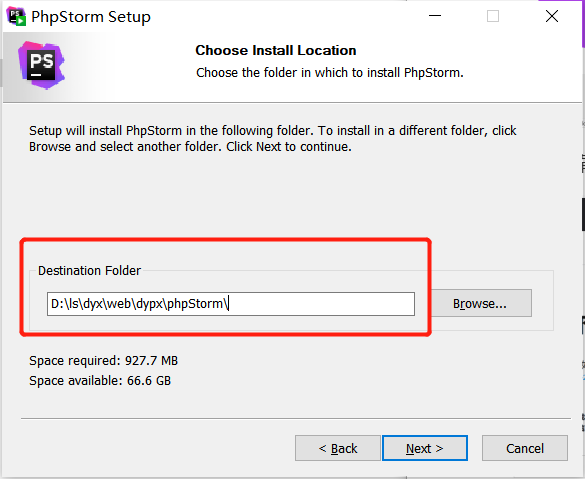 PhpStorm Setup
PS
Choose Install Location
Choose the folder in which to install PhpStorm.
Setup will install PhpStorm in the following folder. To install in a different folder, click
Browse and select another folder. Click Next to continue.
Destination Folder
D:\ls\dyx\web\dypx\phpStorm\
Browse...
Space required: 927.7 MB
Space available: 66.6 GB
< Back
Next >
Cancel